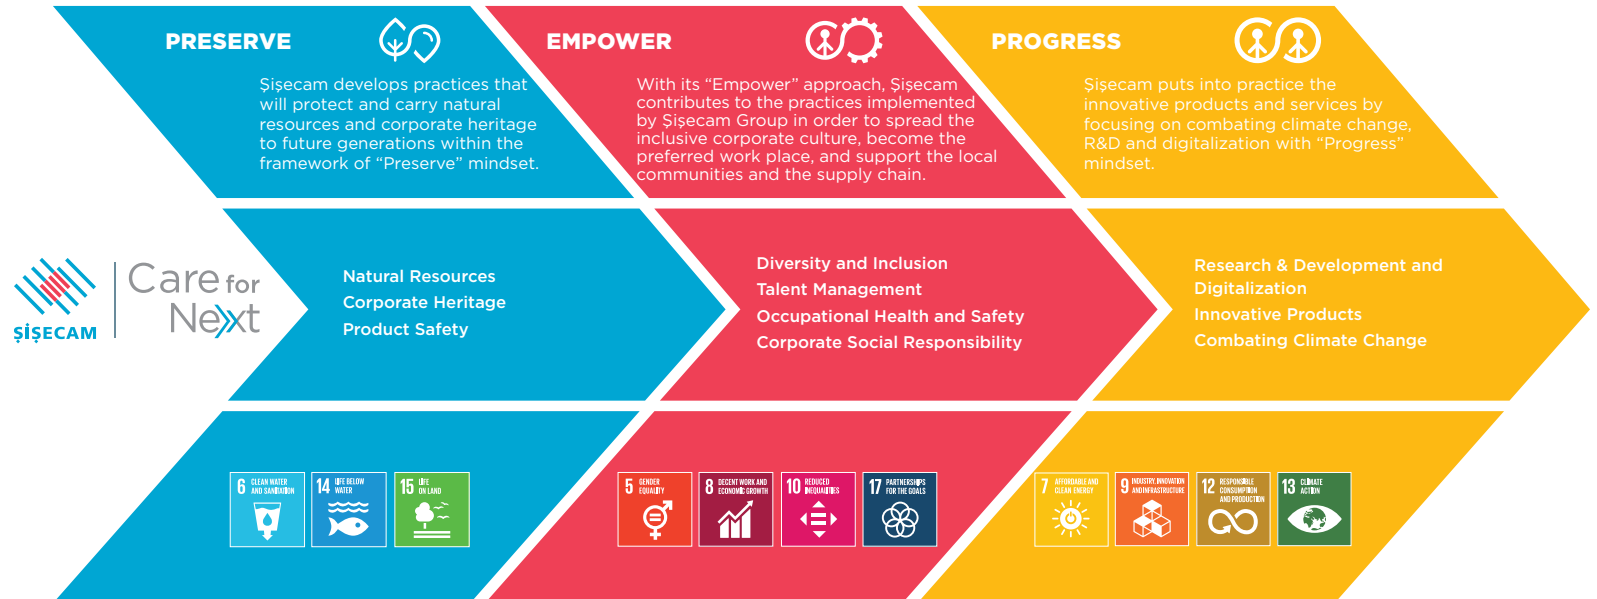 PRESERVE
Şişecam develops practices that
will protect and carry natural
resources and corporate heritage
to future generations within the
framework of “Preserve” mindset.
EMPOWER
With its “Empower” approach, Şişecam
contributes to the practices implemented
by Şişecam Group in order to spread the
inclusive corporate culture, become the
preferred work place, and support the local
communities and the supply chain.
PROGRESS
Şişecam puts into practice the
innovative products and services by
focusing on combating climate change,
R&D and digitalization with “Progress”
mindset.
ŞİŞECAM
Care for
Next
Natural Resources
Corporate Heritage
Product Safety
Diversity and Inclusion
Talent Management
Occupational Health and Safety
Corporate Social Responsibility
Research & Development and
Digitalization
Innovative Products
Combating Climate Change
6 CLEAN WATER
AND SANITATION
14 LIFE BELOW
WATER
15 LIFE
ON LAND
5 GENDER
EQUALITY
8 DECENT WORK AND
ECONOMIC GROWTH
10 REDUCED
INEQUALITIES
17 PARTNERSHIPS
FOR THE GOALS
7 AFFORDABLE AND
CLEAN ENERGY
9 INDUSTRY, INNOVATION
AND INFRASTRUCTURE
12 RESPONSIBLE
CONSUMPTION
AND PRODUCTION
13 CLIMATE
ACTION